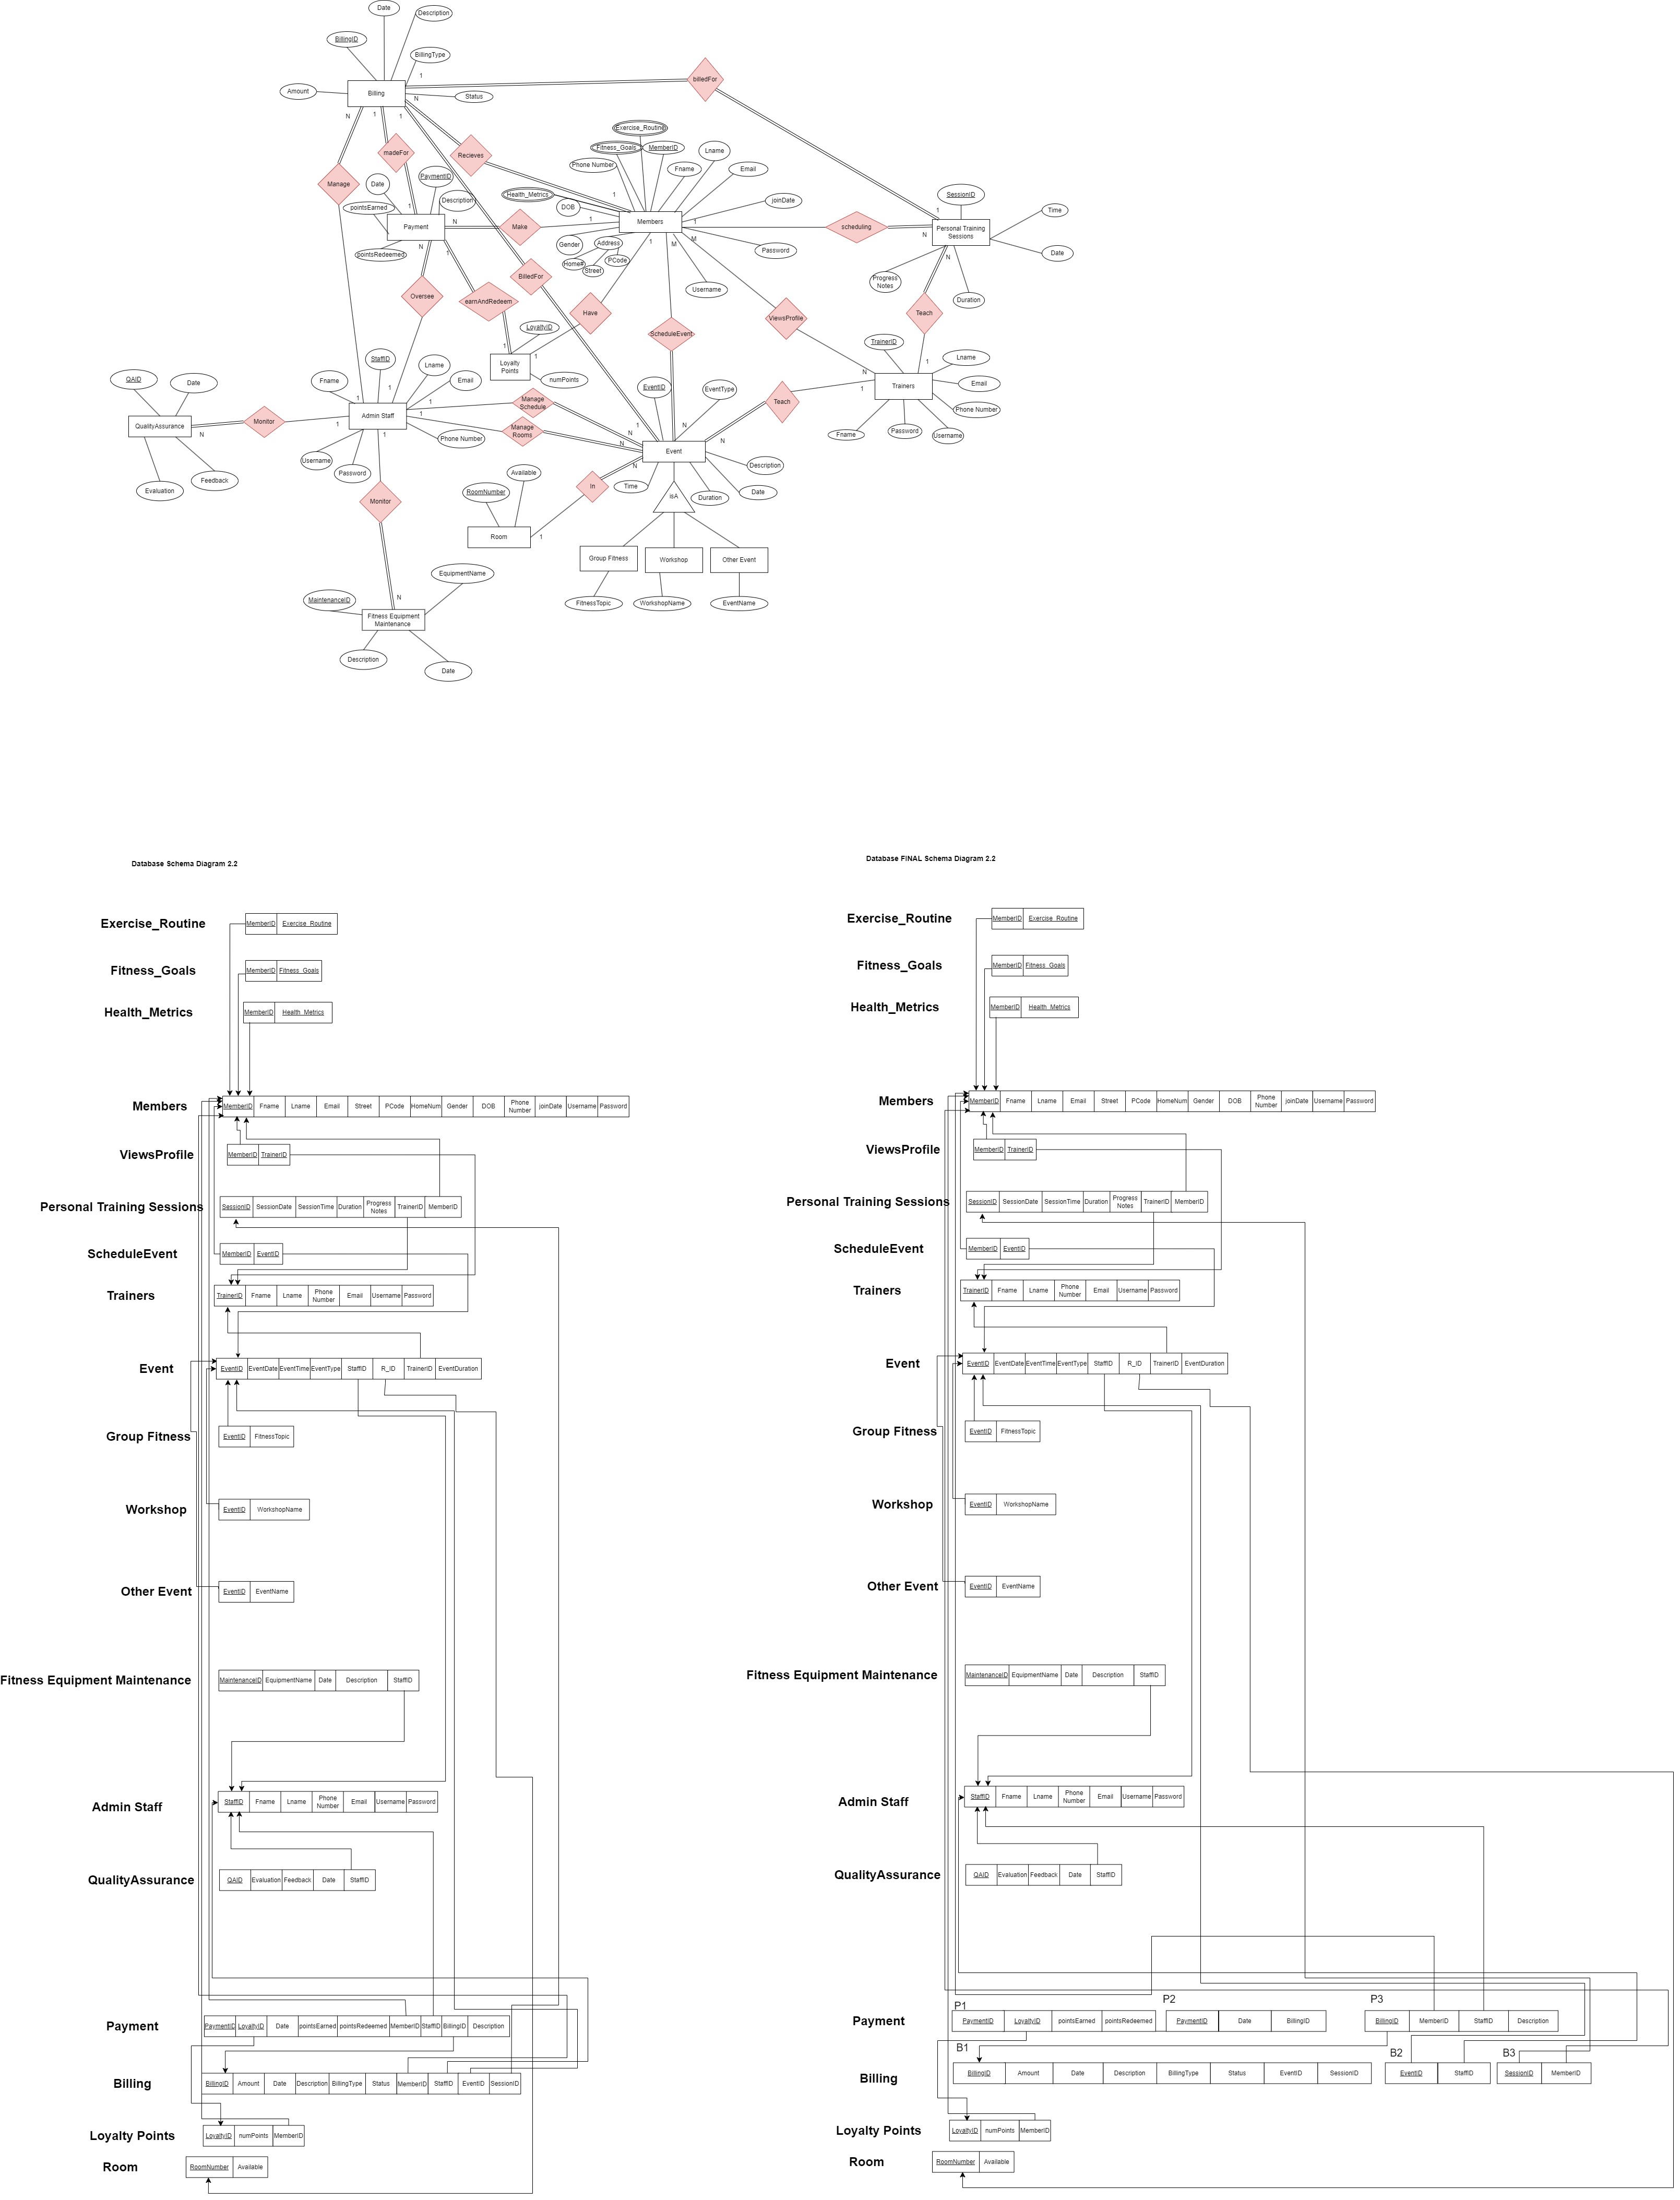 Date
Description
BillingID
BillingType
1
billedFor
Amount
Billing
Status
N
N
1
1
Exercise_Routine
Fitness_Goals
MemberID
Lname
madeFor
Recieves
Phone Number
Fname
Email
Manage
Date
PaymentID
Health_Metrics
SessionID
Description
joinDate
pointsEarned
1
1
DOB
1
Time
Payment
N
Make
1
Members
1
scheduling
N
Personal Training
Sessions
Gender
Address
1
M
M
Password
pointsRedeemed
N
1
Home#
Street
PCode
N
Date
BilledFor
Progress
Notes
Username
Duration
Oversee
earnAndRedeem
Have
ViewsProfile
Teach
LoyaltyID
ScheduleEvent
TrainerID
1
1
Loyalty
Points
StaffID
Lname
Lname
1
Fname
Email
numPoints
N
QAID
Date
1
EventID
EventType
1
Trainers
Email
1
Manage
Schedule
Teach
Phone Number
QualityAssurance
N
Monitor
1
Admin Staff
1
1
Manage
Rooms
1
N
N
N
N
Fname
Password
Username
1
Phone Number
Event
Username
Password
Description
Feedback
Evaluation
Available
N
RoomNumber
In
Time
isA
Duration
Date
Monitor
Room
1
Group Fitness
Workshop
Other Event
EquipmentName
MaintenanceID
N
FitnessTopic
WorkshopName
EventName
Fitness Equipment
Maintenance
Description
Date
Database Schema Diagram 2.2
Exercise_Routine
MemberID Exercise_Routine
Fitness_Goals
MemberID Fitness_Goals
Health_Metrics
MemberID Health_Metrics
Members
MemberID Fname Lname Email Street PCode HomeNum Gender DOB Phone Number joinDate Username Password
ViewsProfile
MemberID TrainerID
Personal Training Sessions
SessionID SessionDate SessionTime Duration Progress Notes TrainerID MemberID
ScheduleEvent
MemberID EventID
Trainers
TrainerID Fname Lname Phone Number Email Username Password
Event
EventID EventDate EventTime EventType StaffID R_ID TrainerID EventDuration
Group Fitness
EventID FitnessTopic
Workshop
EventID WorkshopName
Other Event
EventID EventName
Fitness Equipment Maintenance
MaintenanceID EquipmentName Date Description StaffID
Admin Staff
StaffID Fname Lname Phone Number Email Username Password
QualityAssurance
QAID Evaluation Feedback Date StaffID
Payment
PaymentID LoyaltyID Date pointsEarned pointsRedeemed MemberID StaffID BillingID Description
Billing
BillingID Amount Date Description BillingType Status MemberID StaffID EventID SessionID
Loyalty Points
LoyaltyID numPoints MemberID
Room
RoomNumber Available
Database FINAL Schema Diagram 2.2
Exercise_Routine
MemberID Exercise_Routine
Fitness_Goals
MemberID Fitness_Goals
Health_Metrics
MemberID Health_Metrics
Members
MemberID Fname Lname Email Street PCode HomeNum Gender DOB Phone Number joinDate Username Password
ViewsProfile
MemberID TrainerID
Personal Training Sessions
SessionID SessionDate SessionTime Duration Progress Notes TrainerID MemberID
ScheduleEvent
MemberID EventID
Trainers
TrainerID Fname Lname Phone Number Email Username Password
Event
EventID EventDate EventTime EventType StaffID R_ID TrainerID EventDuration
Group Fitness
EventID FitnessTopic
Workshop
EventID WorkshopName
Other Event
EventID EventName
Fitness Equipment Maintenance
MaintenanceID EquipmentName Date Description StaffID
Admin Staff
StaffID Fname Lname Phone Number Email Username Password
QualityAssurance
QAID Evaluation Feedback Date StaffID
P1 P2 P3
Payment
PaymentID LoyaltyID pointsEarned pointsRedeemed PaymentID Date BillingID BillingID MemberID StaffID Description
B1 B2 B3
Billing
BillingID Amount Date Description BillingType Status EventID SessionID EventID StaffID SessionID MemberID
Loyalty Points
LoyaltyID numPoints MemberID
Room
RoomNumber Available